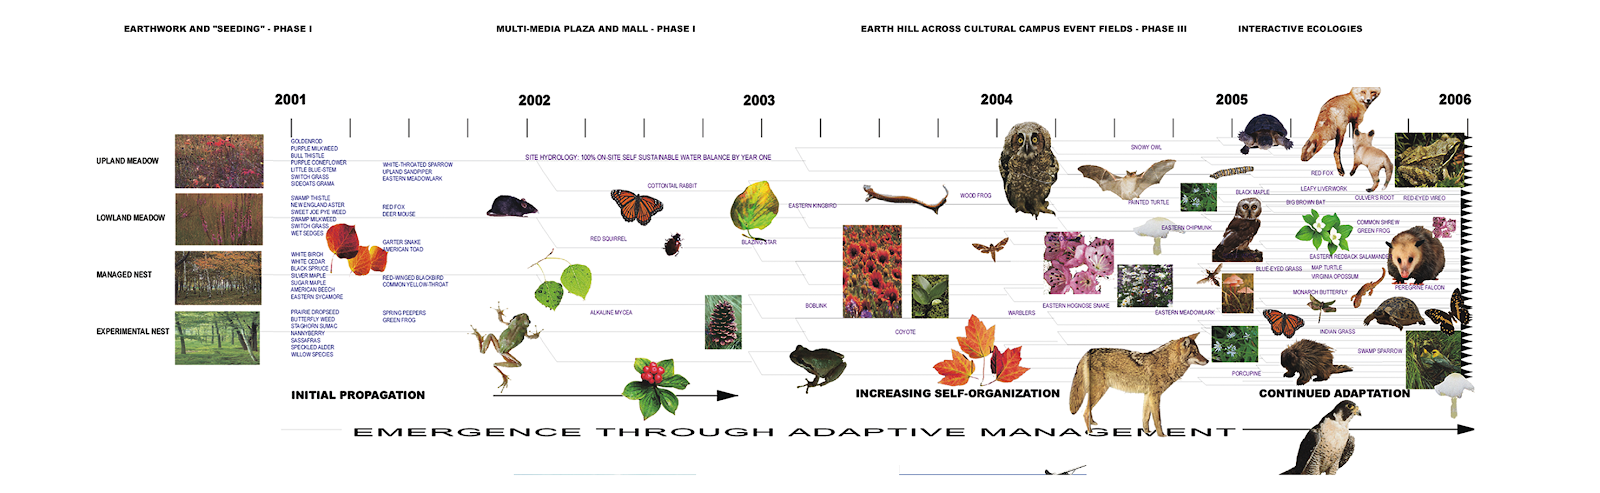 EARTHWORK AND "SEEDING" - PHASE I
MULTI-MEDIA PLAZA AND MALL - PHASE I
EARTH HILL ACROSS CULTURAL CAMPUS EVENT FIELDS - PHASE III
INTERACTIVE ECOLOGIES
2001
2002
2003
2004
2005
2006
UPLAND MEADOW
GOLDENROD
PURPLE MILKWEED
BULL THISTLE
PURPLE CONEFLOWER
LITTLE BLUE-STEM
SWITCH GRASS
SIDEOATS GRAMA
WHITE-THROATED SPARROW
UPLAND SANDPIPER
EASTERN MEADOWLARK
LOWLAND MEADOW
SWAMP THISTLE
NEW ENGLAND ASTER
SWEET JOE PYE WEED
SWAMP MILKWEED
SWITCH GRASS
WET SEDGES
RED FOX
DEER MOUSE
GARTER SNAKE
AMERICAN TOAD
MANAGED NEST
WHITE BIRCH
WHITE CEDAR
BLACK SPRUCE
SILVER MAPLE
SUGAR MAPLE
AMERICAN BEECH
EASTERN SYCAMORE
RED-WINGED BLACKBIRD
COMMON YELLOW-THROAT
EXPERIMENTAL NEST
PRAIRIE DROPSEED
BUTTERFLY WEED
STAGHORN SUMAC
NANNYBERRY
SASSAFRAS
SPECKLED ALDER
WILLOW SPECIES
SPRING PEEPERS
GREEN FROG
SITE HYDROLOGY: 100% ON-SITE SELF SUSTAINABLE WATER BALANCE BY YEAR ONE
COTTONTAIL RABBIT
RED SQUIRREL
BLAZING STAR
ALKALINE MYCEA
EASTERN KINGBIRD
BOBLINK
COYOTE
WOOD FROG
WARBLERS
SNOWY OWL
PAINTED TURTLE
EASTERN CHIPMUNK
EASTERN HOGNOSE SNAKE
EASTERN MEADOWLARK
BLACK MAPLE
BLUE-EYED GRASS
PORCUPINE
RED FOX
LEAFY LIVERWORK
CULVER'S ROOT
RED-EYED VIREO
BIG BROWN BAT
COMMON SHREW
GREEN FROG
EASTERN REDBACK SALAMANDE
MAP TURTLE
VIRGINIA OPOSSUM
PEREGRINE FALCON
MONARCH BUTTERFLY
INDIAN GRASS
SWAMP SPARROW
INITIAL PROPAGATION
INCREASING SELF-ORGANIZATION
CONTINUED ADAPTATION
EMERGENCE THROUGH ADAPTIVE MANAGEMENT